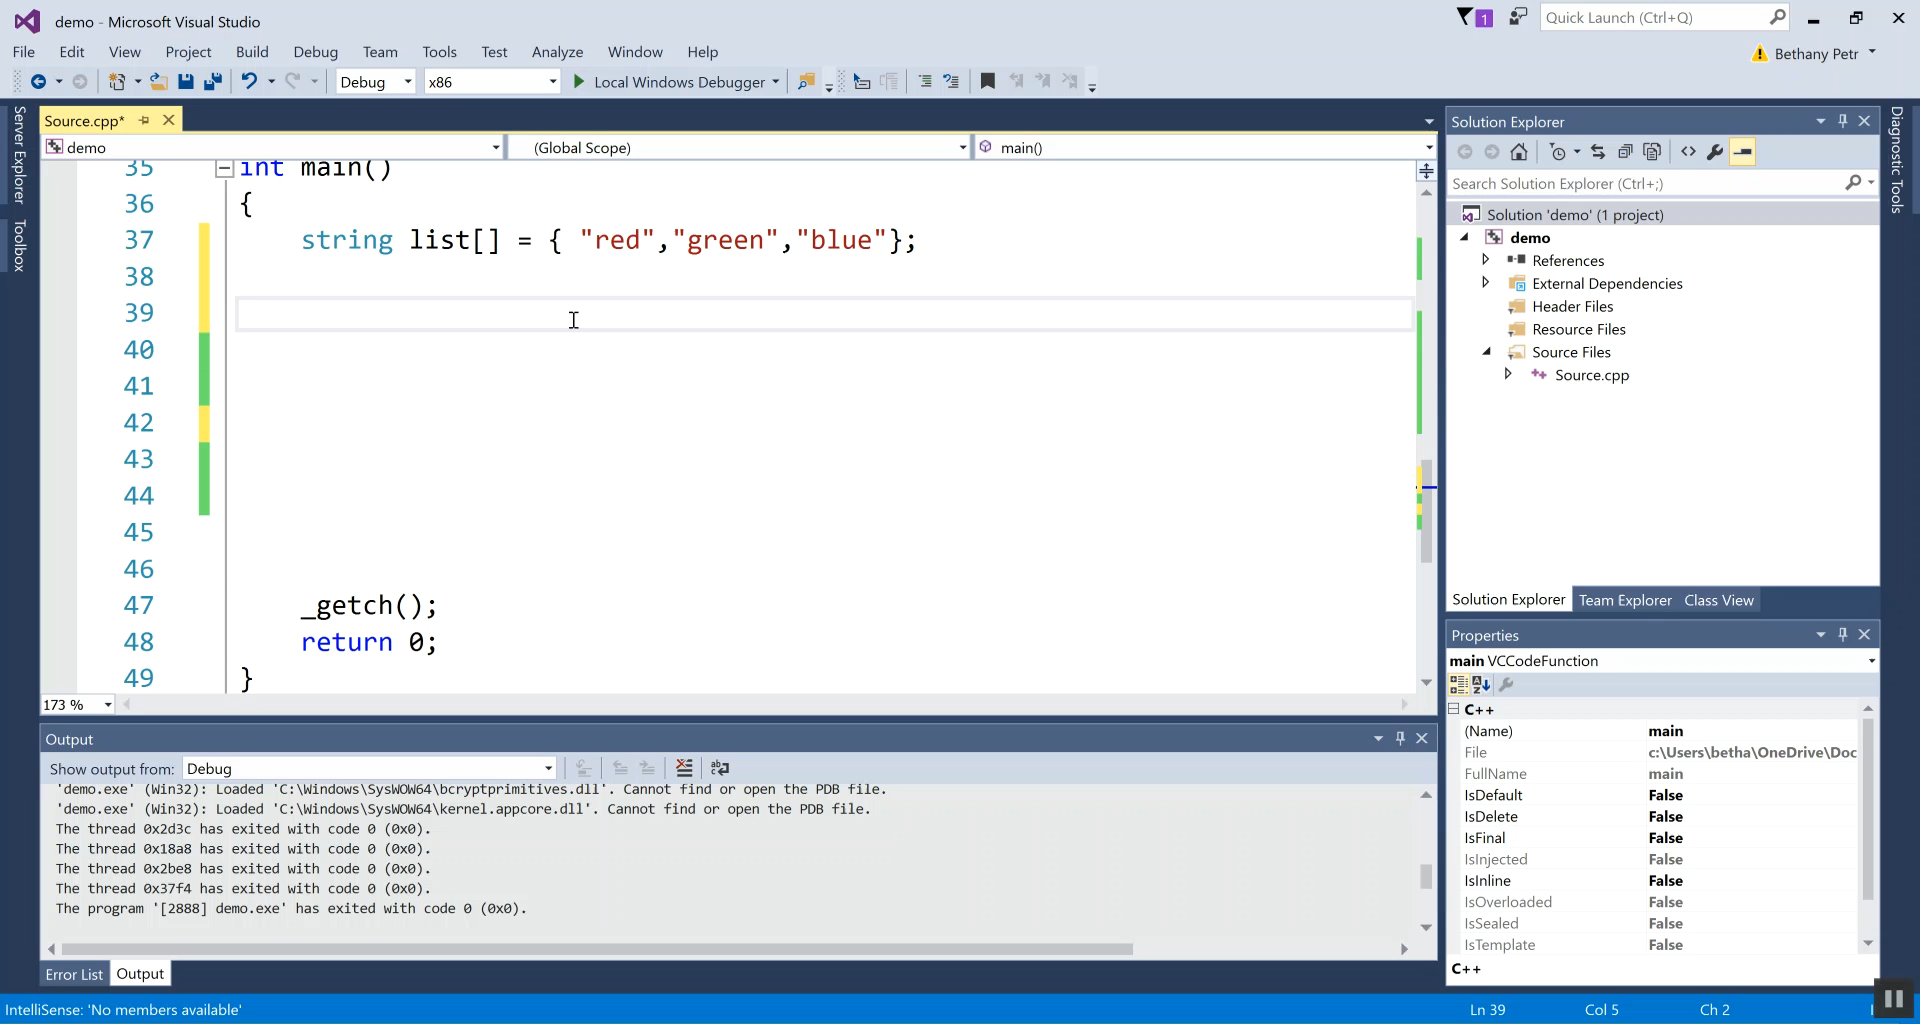 demo - Microsoft Visual Studio
1
Quick Launch (Ctrl+Q)
File Edit View Project Build Debug Team Tools Test Analyze Window Help
Bethany Petr
Debug x86 Local Windows Debugger
Server Explorer
Toolbox
Source.cpp*
demo (Global Scope) main()
35 int main()
36 {
37 string list[] = { "red","green","blue"};
38
39
40
41
42
43
44
45
46
47 _getch();
48 return 0;
49 }
173 %
Output
Show output from: Debug
'demo.exe' (Win32): Loaded 'C:\Windows\SysWOW64\bcryptprimitives.dll'. Cannot find or open the PDB file.
'demo.exe' (Win32): Loaded 'C:\Windows\SysWOW64\kernel.appcore.dll'. Cannot find or open the PDB file.
The thread 0x2d3c has exited with code 0 (0x0).
The thread 0x18a8 has exited with code 0 (0x0).
The thread 0x2be8 has exited with code 0 (0x0).
The thread 0x37f4 has exited with code 0 (0x0).
The program '[2888] demo.exe' has exited with code 0 (0x0).
Error List Output
Solution Explorer
Search Solution Explorer (Ctrl+;)
Solution 'demo' (1 project)
demo
References
External Dependencies
Header Files
Resource Files
Source Files
Source.cpp
Solution Explorer Team Explorer Class View
Properties
main VCCodeFunction
C++
(Name) main
File c:\Users\betha\OneDrive\Doc
FullName main
IsDefault False
IsDelete False
IsFinal False
IsInjected False
IsInline False
IsOverloaded False
IsSealed False
IsTemplate False
C++
Diagnostic Tools
IntelliSense: 'No members available' Ln 39 Col 5 Ch 2